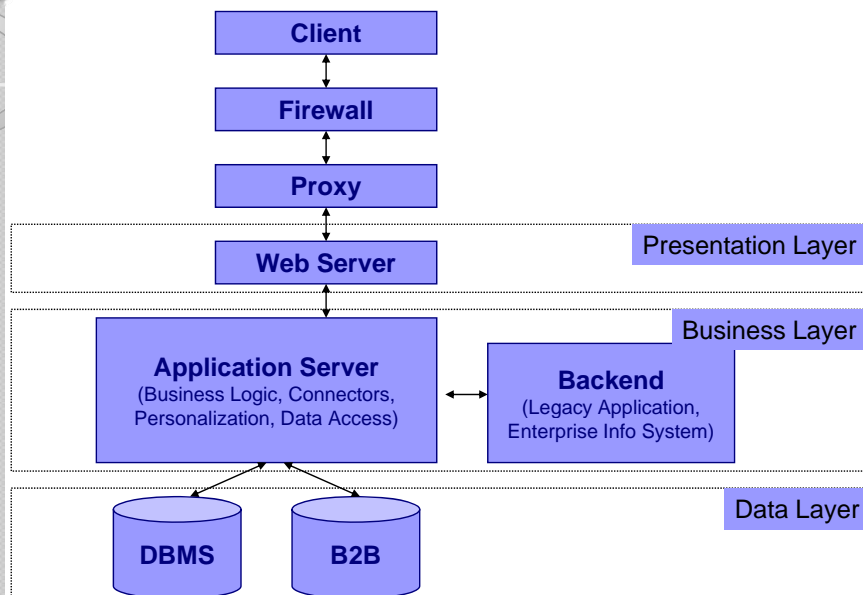 Client
Firewall
Proxy
Presentation Layer
Web Server
Business Layer
Application Server
(Business Logic, Connectors,
Personalization, Data Access)
Backend
(Legacy Application,
Enterprise Info System)
Data Layer
DBMS
B2B